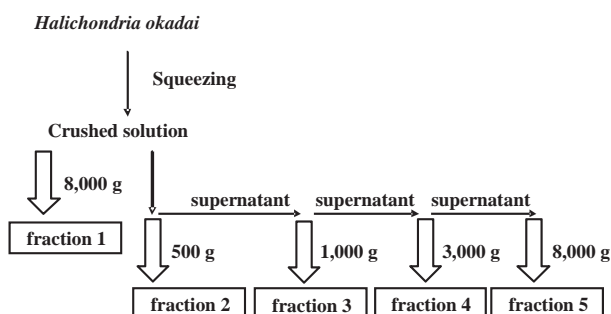 Halichondria okadai
Squeezing
Crushed solution
8,000 g
supernatant supernatant supernatant
fraction 1
500 g 1,000 g 3,000 g 8,000 g
fraction 2 fraction 3 fraction 4 fraction 5